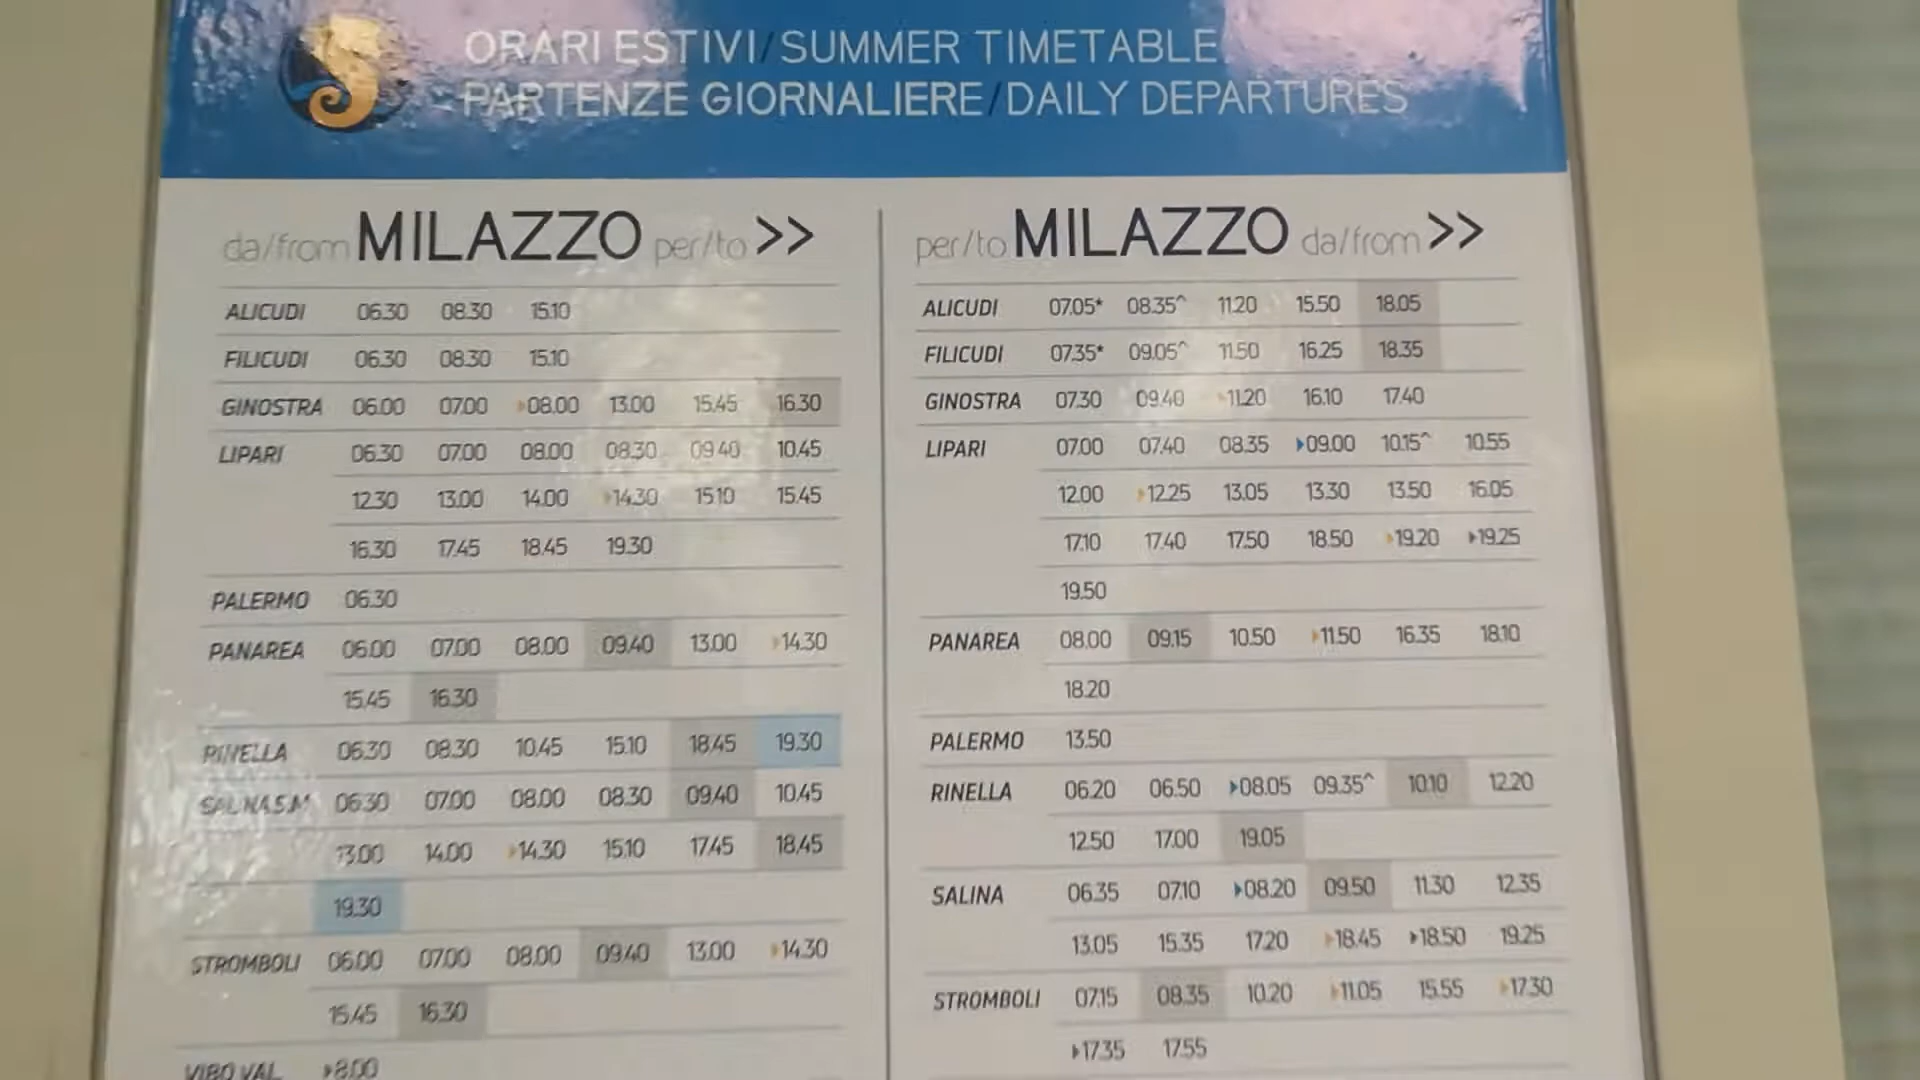 ORARI ESTIVI/SUMMER TIMETABLE
PARTENZE GIORNALIERE/DAILY DEPARTURES
da/from MILAZZO per/to >>
ALICUDI 06.30 08.30 15.10
FILICUDI 06.30 08.30 15.10
GINOSTRA 06.00 07.00 08.00 13.00 15.45 16.30
LIPARI 06.30 07.00 08.00 08.30 09.40 10.45
12.30 13.00 14.00 14.30 15.10 15.45
16.30 17.45 18.45 19.30
PALERMO 06.30
PANAREA 06.00 07.00 08.00 09.40 13.00 14.30
15.45 16.30
RINELLA 06.30 08.30 10.45 15.10 18.45 19.30
SALINA S.M 06.30 07.00 08.00 08.30 09.40 10.45
13.00 14.00 14.30 15.10 17.45 18.45
19.30
STROMBOLI 06.00 07.00 08.00 09.40 13.00 14.30
15.45 16.30
VIBO VAL. 8.00
per/to MILAZZO da/from >>
ALICUDI 07.05* 08.35^ 11.20 15.50 18.05
FILICUDI 07.35* 09.05^ 11.50 16.25 18.35
GINOSTRA 07.30 09.40 11.20 16.10 17.40
LIPARI 07.00 07.40 08.35 09.00 10.15^ 10.55
12.00 12.25 13.05 13.30 13.50 16.05
17.10 17.40 17.50 18.50 19.20 19.25
19.50
PANAREA 08.00 09.15 10.50 11.50 16.35 18.10
18.20
PALERMO 13.50
RINELLA 06.20 06.50 08.05 09.35^ 10.10 12.20
12.50 17.00 19.05
SALINA 06.35 07.10 08.20 09.50 11.30 12.35
13.05 15.35 17.20 18.45 18.50 19.25
STROMBOLI 07.15 08.35 10.20 11.05 15.55 17.30
17.35 17.55